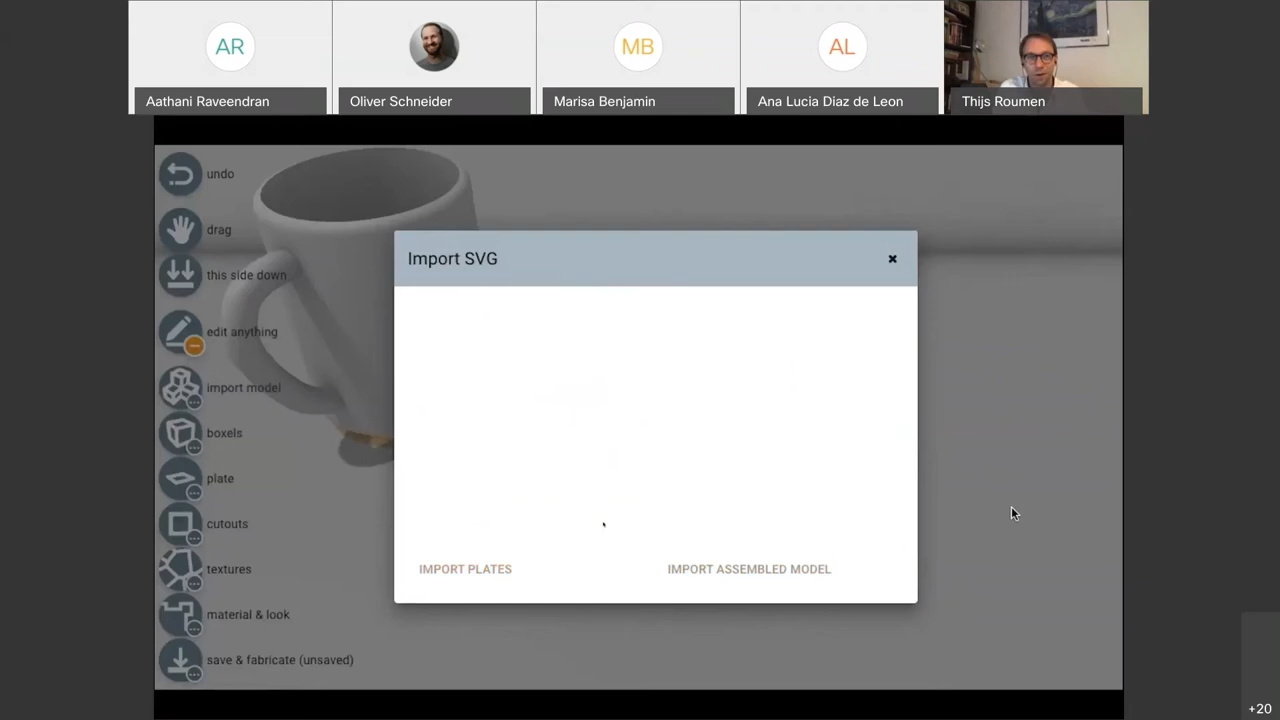 AR
MB
AL
Aathani Raveendran
Oliver Schneider
Marisa Benjamin
Ana Lucia Diaz de Leon
Thijs Roumen
undo
drag
this side down
edit anything
import model
boxels
plate
cutouts
textures
material & look
save & fabricate (unsaved)
Import SVG
IMPORT PLATES
IMPORT ASSEMBLED MODEL
+20